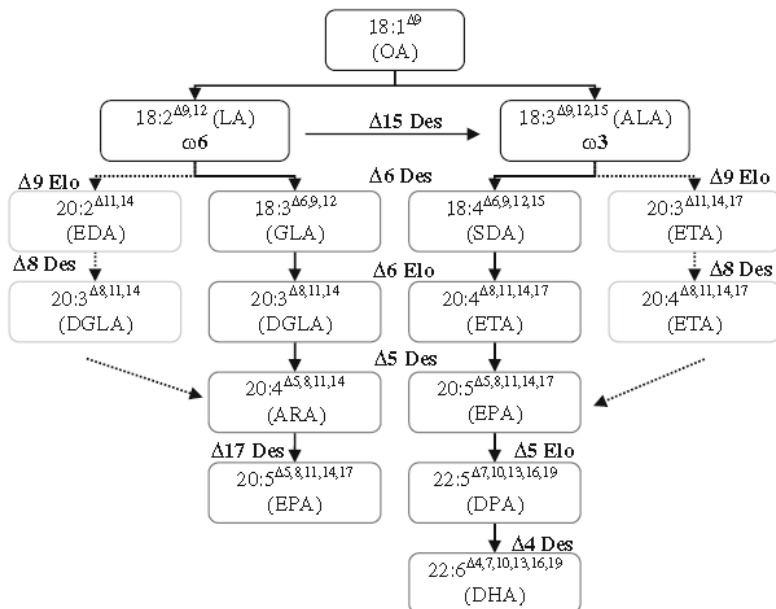 18:1Δ9
(OA)
18:2Δ9,12 (LA)
ω6
Δ15 Des
18:3Δ9,12,15 (ALA)
ω3
Δ9 Elo
Δ6 Des
Δ9 Elo
20:2Δ11,14
(EDA)
18:3Δ6,9,12
(GLA)
18:4Δ6,9,12,15
(SDA)
20:3Δ11,14,17
(ETA)
Δ8 Des
Δ6 Elo
Δ8 Des
20:3Δ8,11,14
(DGLA)
20:3Δ8,11,14
(DGLA)
20:4Δ8,11,14,17
(ETA)
20:4Δ8,11,14,17
(ETA)
Δ5 Des
20:4Δ5,8,11,14
(ARA)
20:5Δ5,8,11,14,17
(EPA)
Δ17 Des
Δ5 Elo
20:5Δ5,8,11,14,17
(EPA)
22:5Δ7,10,13,16,19
(DPA)
Δ4 Des
22:6Δ4,7,10,13,16,19
(DHA)